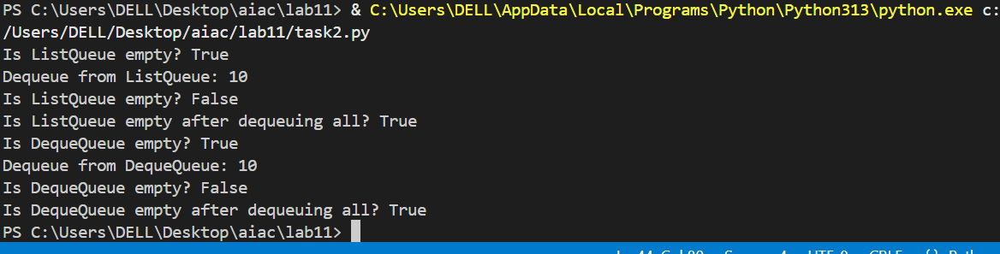 PS C:\Users\DELL\Desktop\aiac\lab11> & C:\Users\DELL\AppData\Local\Programs\Python\Python313\python.exe c:
/Users/DELL/Desktop/aiac/lab11/task2.py
Is ListQueue empty? True
Dequeue from ListQueue: 10
Is ListQueue empty? False
Is ListQueue empty after dequeuing all? True
Is DequeQueue empty? True
Dequeue from DequeQueue: 10
Is DequeQueue empty? False
Is DequeQueue empty after dequeuing all? True
PS C:\Users\DELL\Desktop\aiac\lab11>